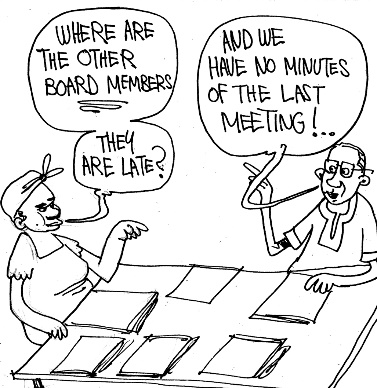 WHERE ARE
THE OTHER
BOARD MEMBERS
THEY
ARE LATE?
AND WE
HAVE NO MINUTES
OF THE LAST
MEETING!...